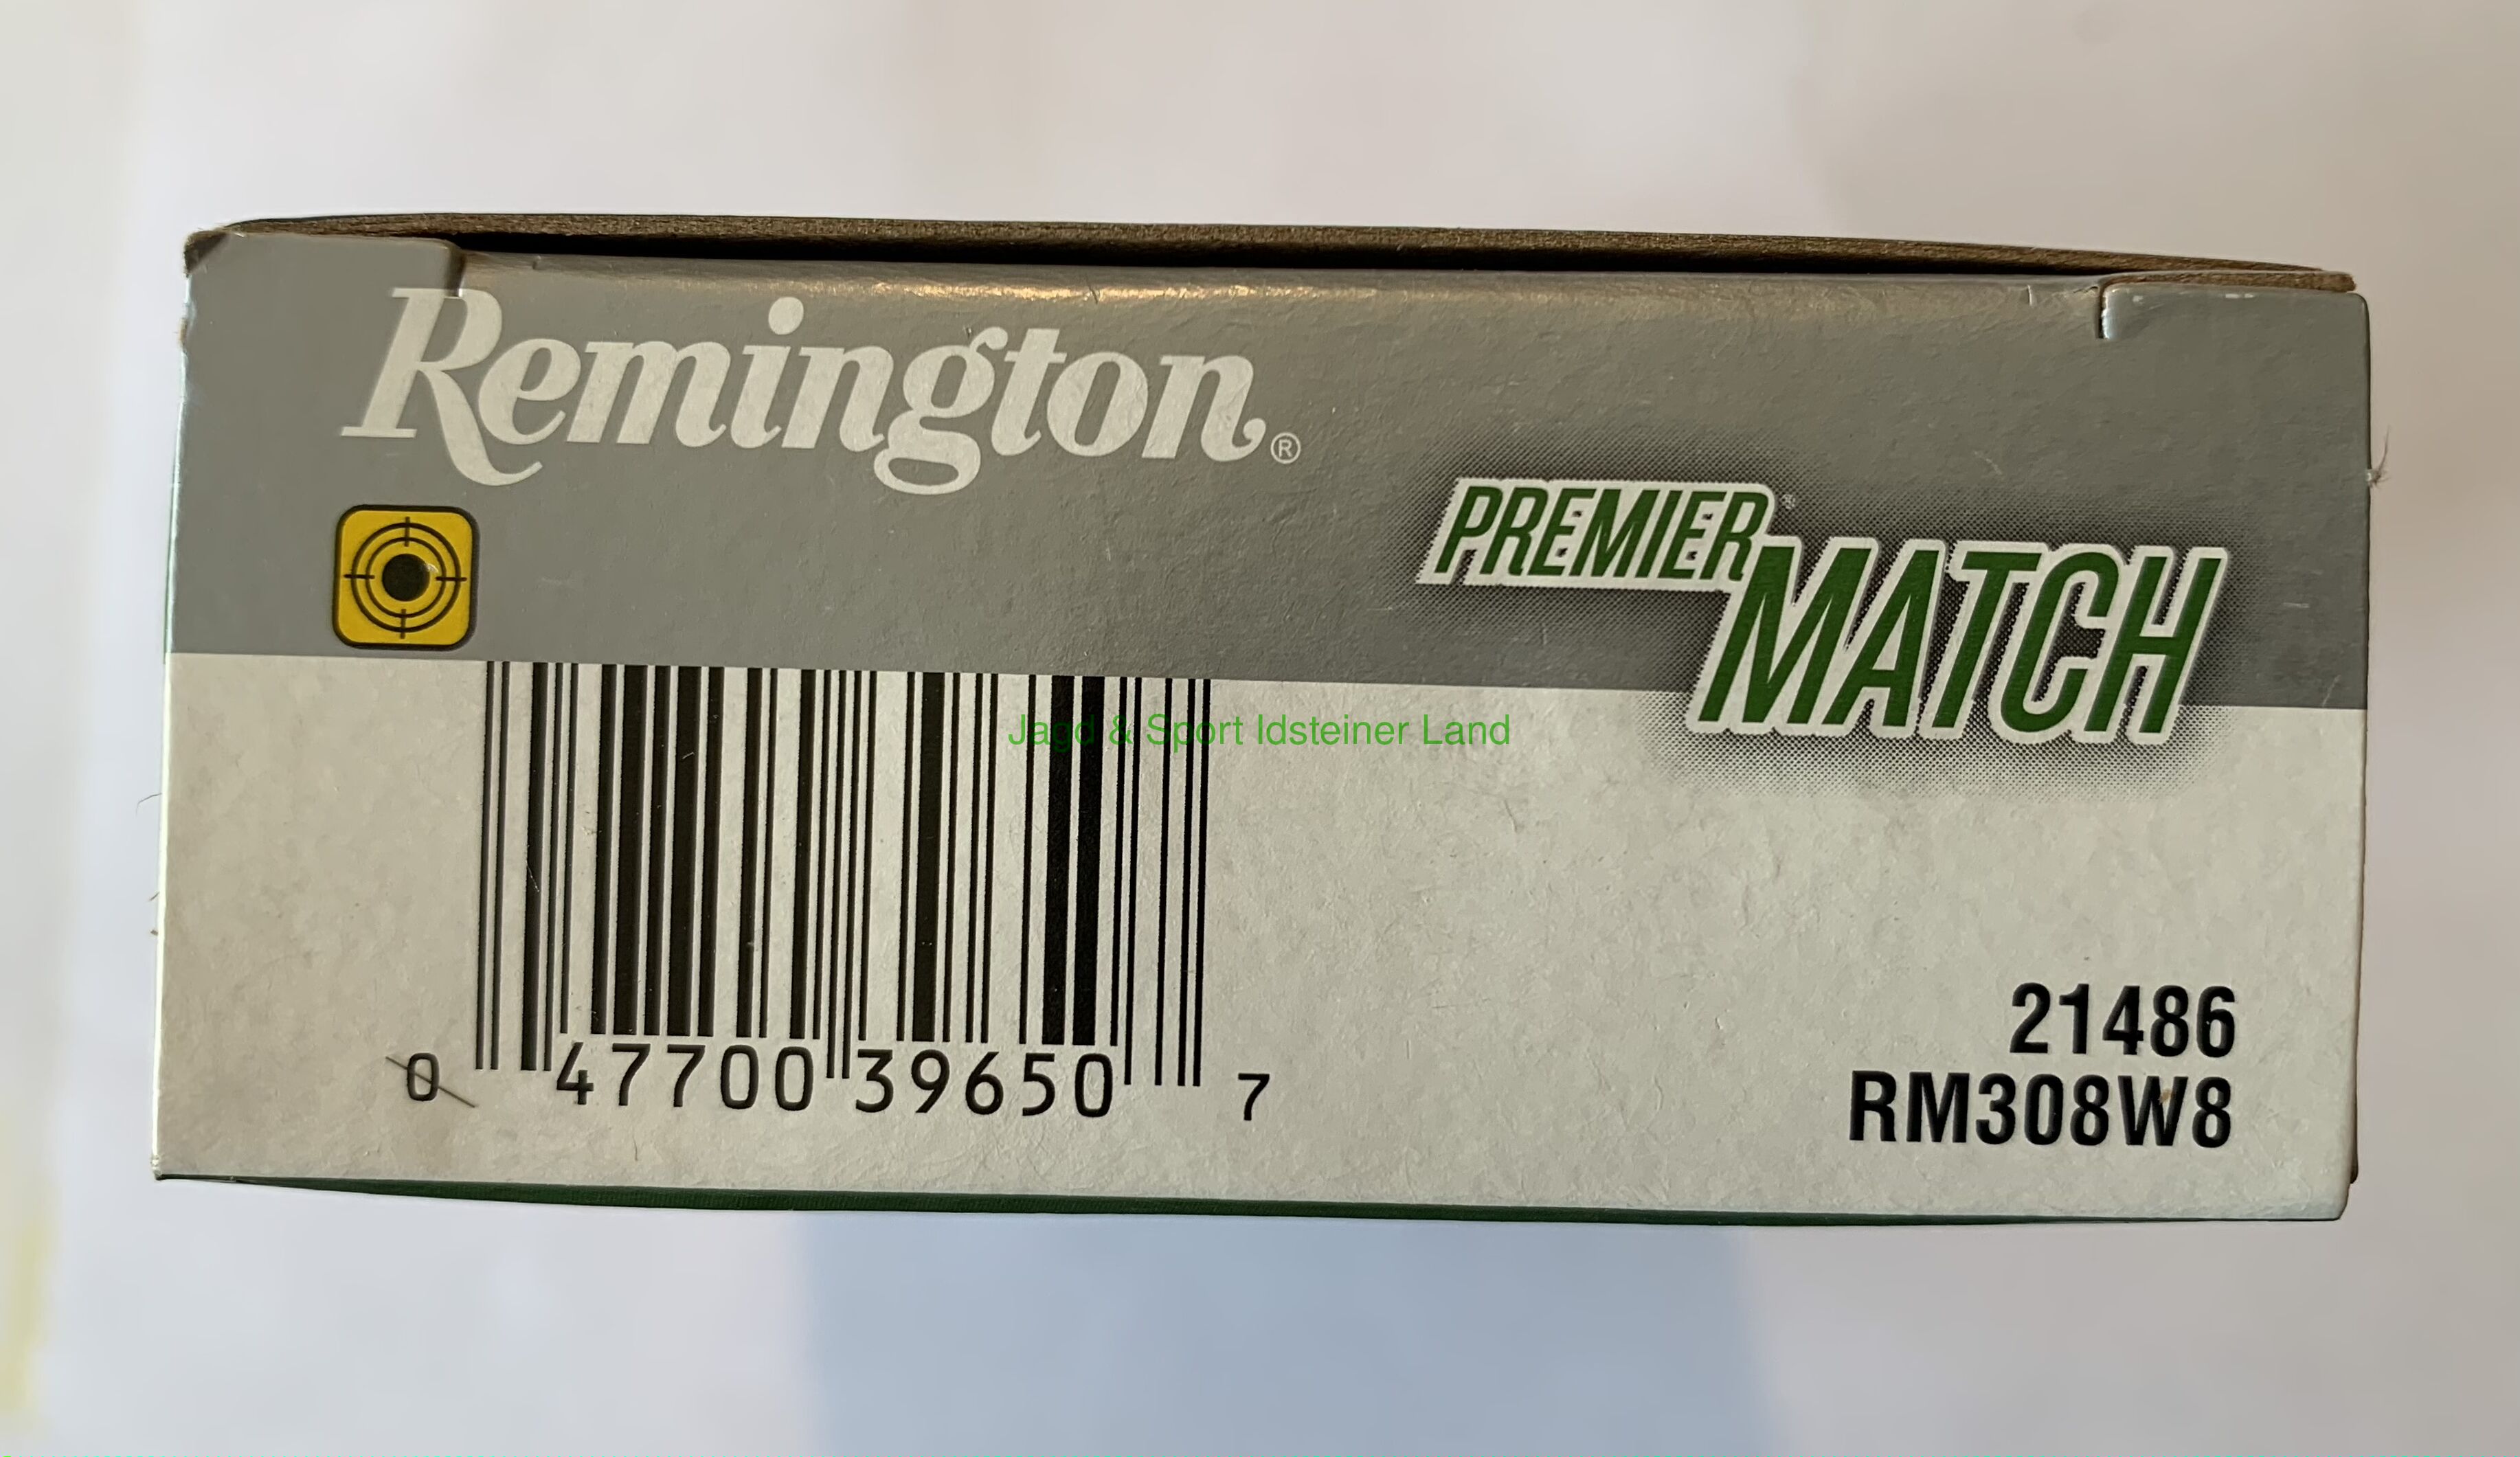 Remington®
PREMIER®
MATCH
Jagd & Sport Idsteiner Land
0 47700 39650 7
21486
RM308W8